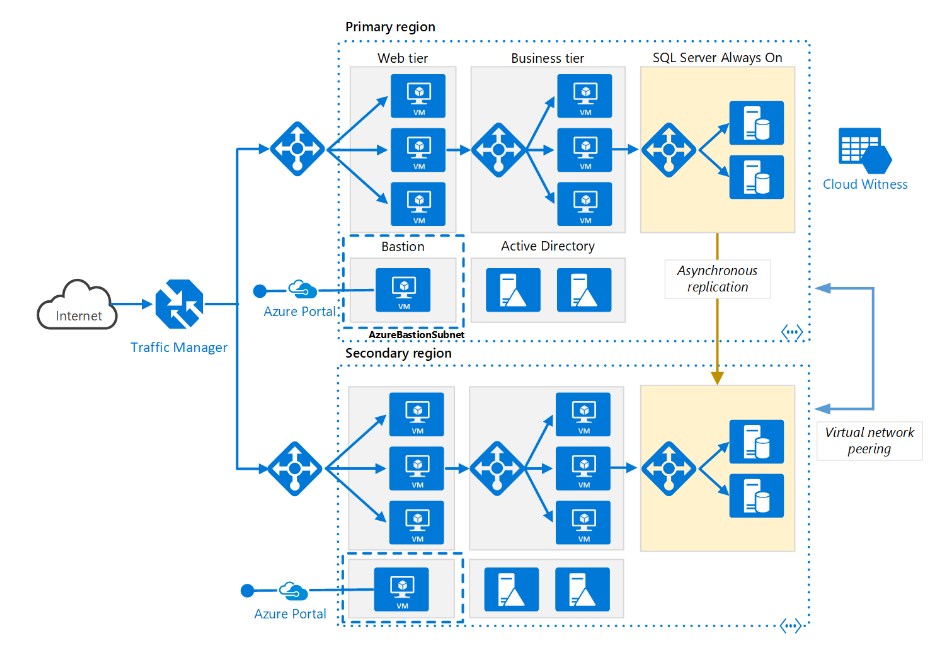 Primary region
Web tier
Business tier
SQL Server Always On
VM
VM
VM
VM
VM
VM
Cloud Witness
Bastion
Active Directory
VM
Asynchronous
replication
Internet
Azure Portal
AzureBastionSubnet
Traffic Manager
Secondary region
VM
VM
VM
VM
VM
VM
Virtual network
peering
VM
Azure Portal